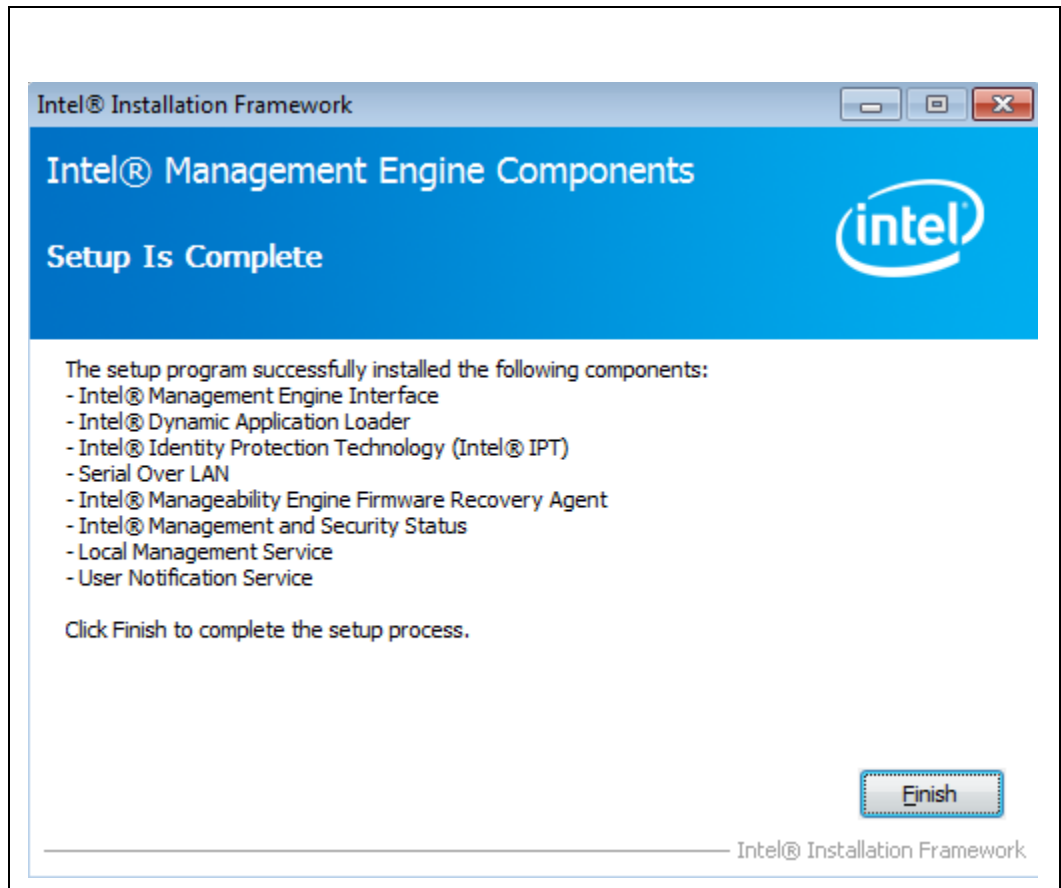 Intel® Installation Framework
Intel® Management Engine Components
intel
Setup Is Complete
The setup program successfully installed the following components:
- Intel® Management Engine Interface
- Intel® Dynamic Application Loader
- Intel® Identity Protection Technology (Intel® IPT)
- Serial Over LAN
- Intel® Manageability Engine Firmware Recovery Agent
- Intel® Management and Security Status
- Local Management Service
- User Notification Service
Click Finish to complete the setup process.
Finish
Intel® Installation Framework